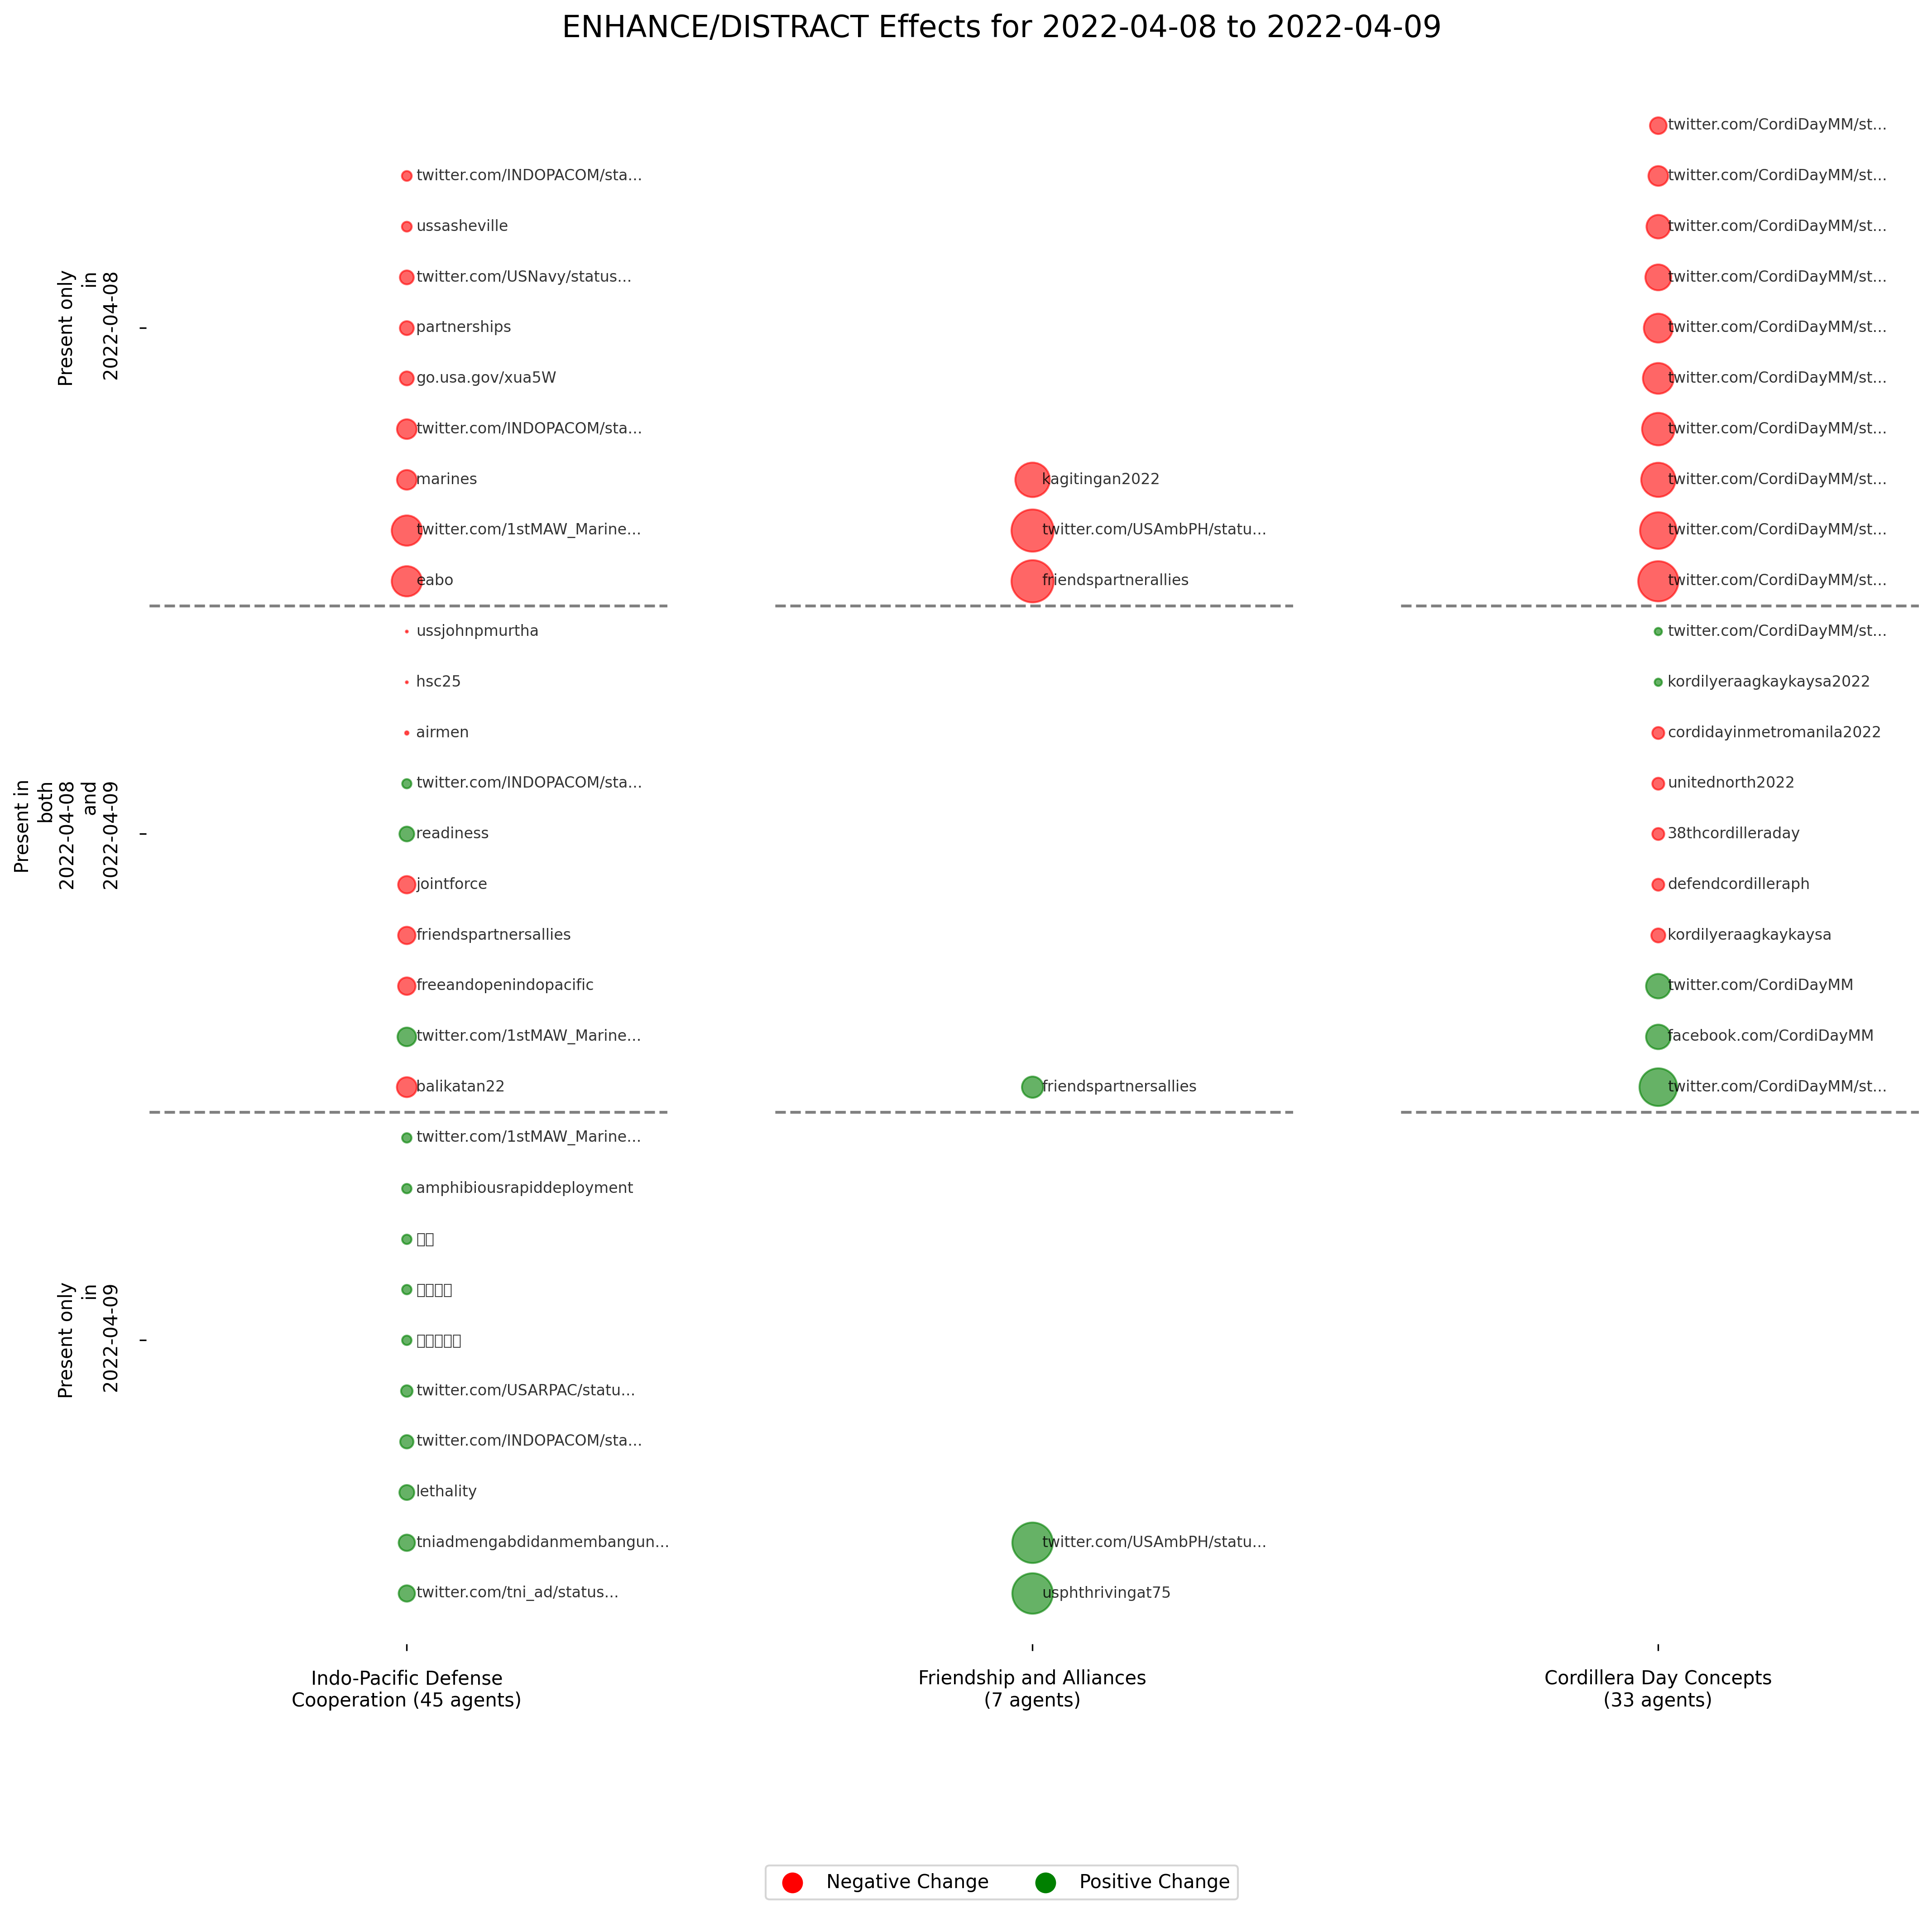 ENHANCE/DISTRACT Effects for 2022-04-08 to 2022-04-09
Present only
in
2022-04-08
twitter.com/INDOPACOM/sta...
ussasheville
twitter.com/USNavy/status...
partnerships
go.usa.gov/xua5W
twitter.com/INDOPACOM/sta...
marines
twitter.com/1stMAW_Marine...
eabo
kagitingan2022
twitter.com/USAmbPH/statu...
friendspartnerallies
twitter.com/CordiDayMM/st...
twitter.com/CordiDayMM/st...
twitter.com/CordiDayMM/st...
twitter.com/CordiDayMM/st...
twitter.com/CordiDayMM/st...
twitter.com/CordiDayMM/st...
twitter.com/CordiDayMM/st...
twitter.com/CordiDayMM/st...
twitter.com/CordiDayMM/st...
twitter.com/CordiDayMM/st...
Present in
both
2022-04-08
and
2022-04-09
ussjohnpmurtha
hsc25
airmen
twitter.com/INDOPACOM/sta...
readiness
jointforce
friendspartnersallies
freeandopenindopacific
twitter.com/1stMAW_Marine...
balikatan22
friendspartnersallies
twitter.com/CordiDayMM/st...
kordilyeraagkaykaysa2022
cordidayinmetromanila2022
unitednorth2022
38thcordilleraday
defendcordilleraph
kordilyeraagkaykaysa
twitter.com/CordiDayMM
facebook.com/CordiDayMM
twitter.com/CordiDayMM/st...
Present only
in
2022-04-09
twitter.com/1stMAW_Marine...
amphibiousrapiddeployment
twitter.com/USARPAC/statu...
twitter.com/INDOPACOM/sta...
lethality
tniadmengabdidanmembangun...
twitter.com/tni_ad/status...
twitter.com/USAmbPH/statu...
usphthrivingat75
Indo-Pacific Defense
Cooperation (45 agents)
Friendship and Alliances
(7 agents)
Cordillera Day Concepts
(33 agents)
Negative Change
Positive Change